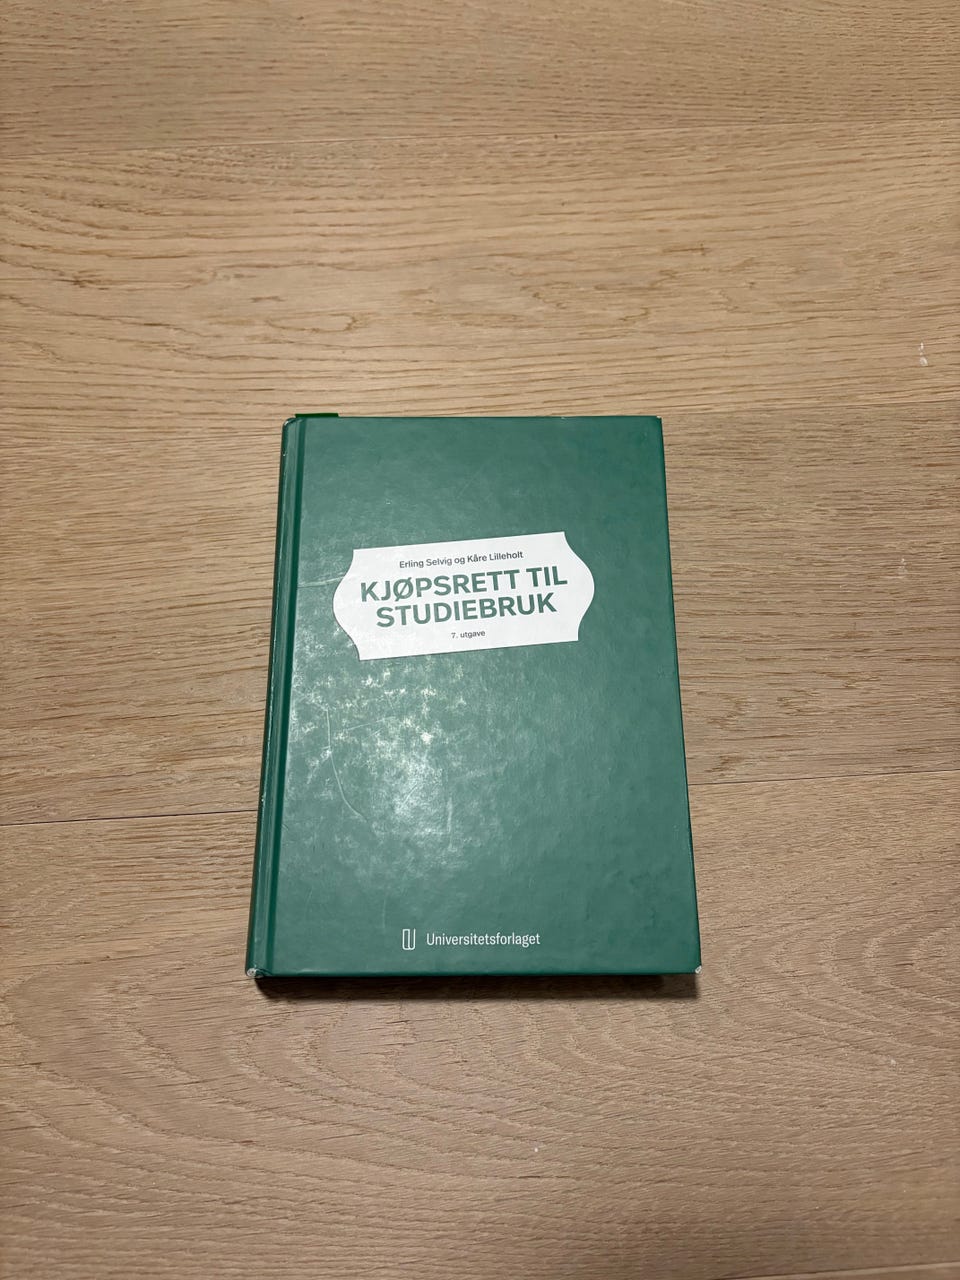 Erling Selvig og Kåre Lilleholt
KJØPSRETT TIL
STUDIEBRUK
7. utgave
Universitetsforlaget